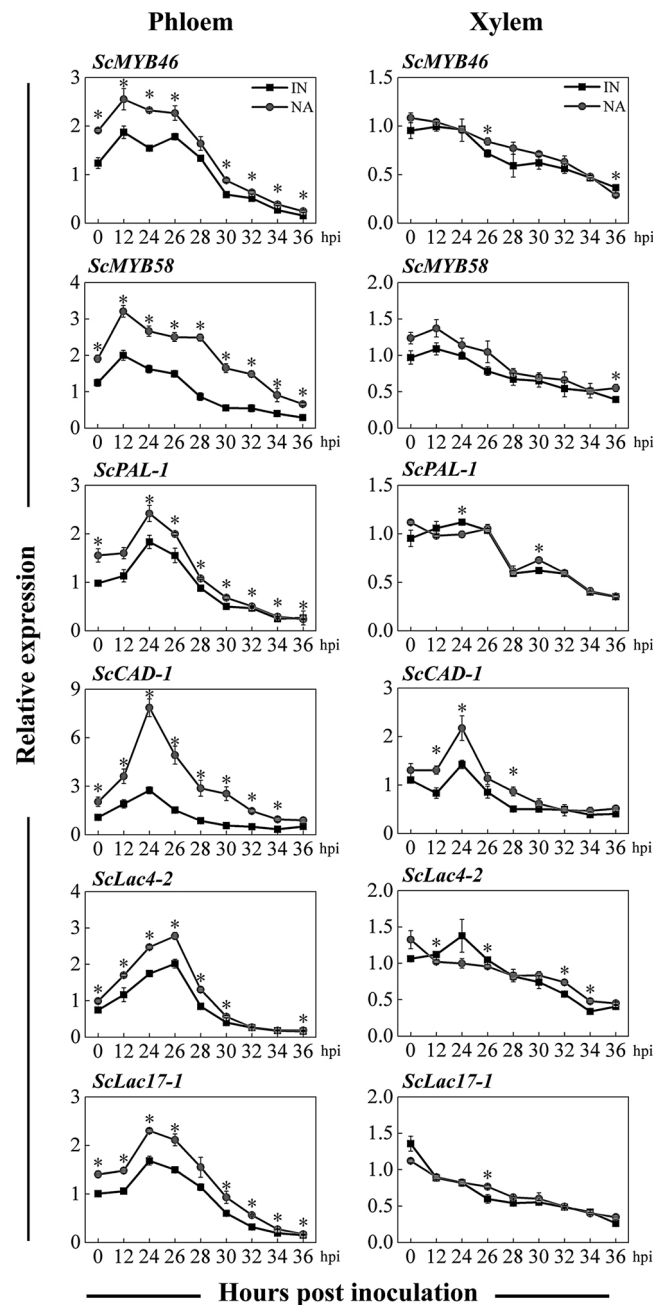 Phloem
Xylem
ScMYB46
ScMYB46
3
2
1
0
IN
NA
* * * * * * * *
0 12 24 26 28 30 32 34 36 hpi
1.5
1.0
0.5
0.0
IN
NA
* *
0 12 24 26 28 30 32 34 36 hpi
ScMYB58
ScMYB58
4
3
2
1
0
* * * * * * * * *
0 12 24 26 28 30 32 34 36 hpi
2.0
1.5
1.0
0.5
0.0
*
0 12 24 26 28 30 32 34 36 hpi
Relative expression
ScPAL-1
ScPAL-1
3
2
1
0
* * * * * * * *
0 12 24 26 28 30 32 34 36 hpi
1.5
1.0
0.5
0.0
* *
0 12 24 26 28 30 32 34 36 hpi
ScCAD-1
ScCAD-1
9
6
3
0
* * * * * * * *
0 12 24 26 28 30 32 34 36 hpi
3
2
1
0
* * *
0 12 24 26 28 30 32 34 36 hpi
ScLac4-2
ScLac4-2
4
3
2
1
0
* * * * * * *
0 12 24 26 28 30 32 34 36 hpi
2.0
1.5
1.0
0.5
0.0
* * * *
0 12 24 26 28 30 32 34 36 hpi
ScLac17-1
ScLac17-1
3
2
1
0
* * * * * * * *
0 12 24 26 28 30 32 34 36 hpi
2.0
1.5
1.0
0.5
0.0
*
0 12 24 26 28 30 32 34 36 hpi
Hours post inoculation